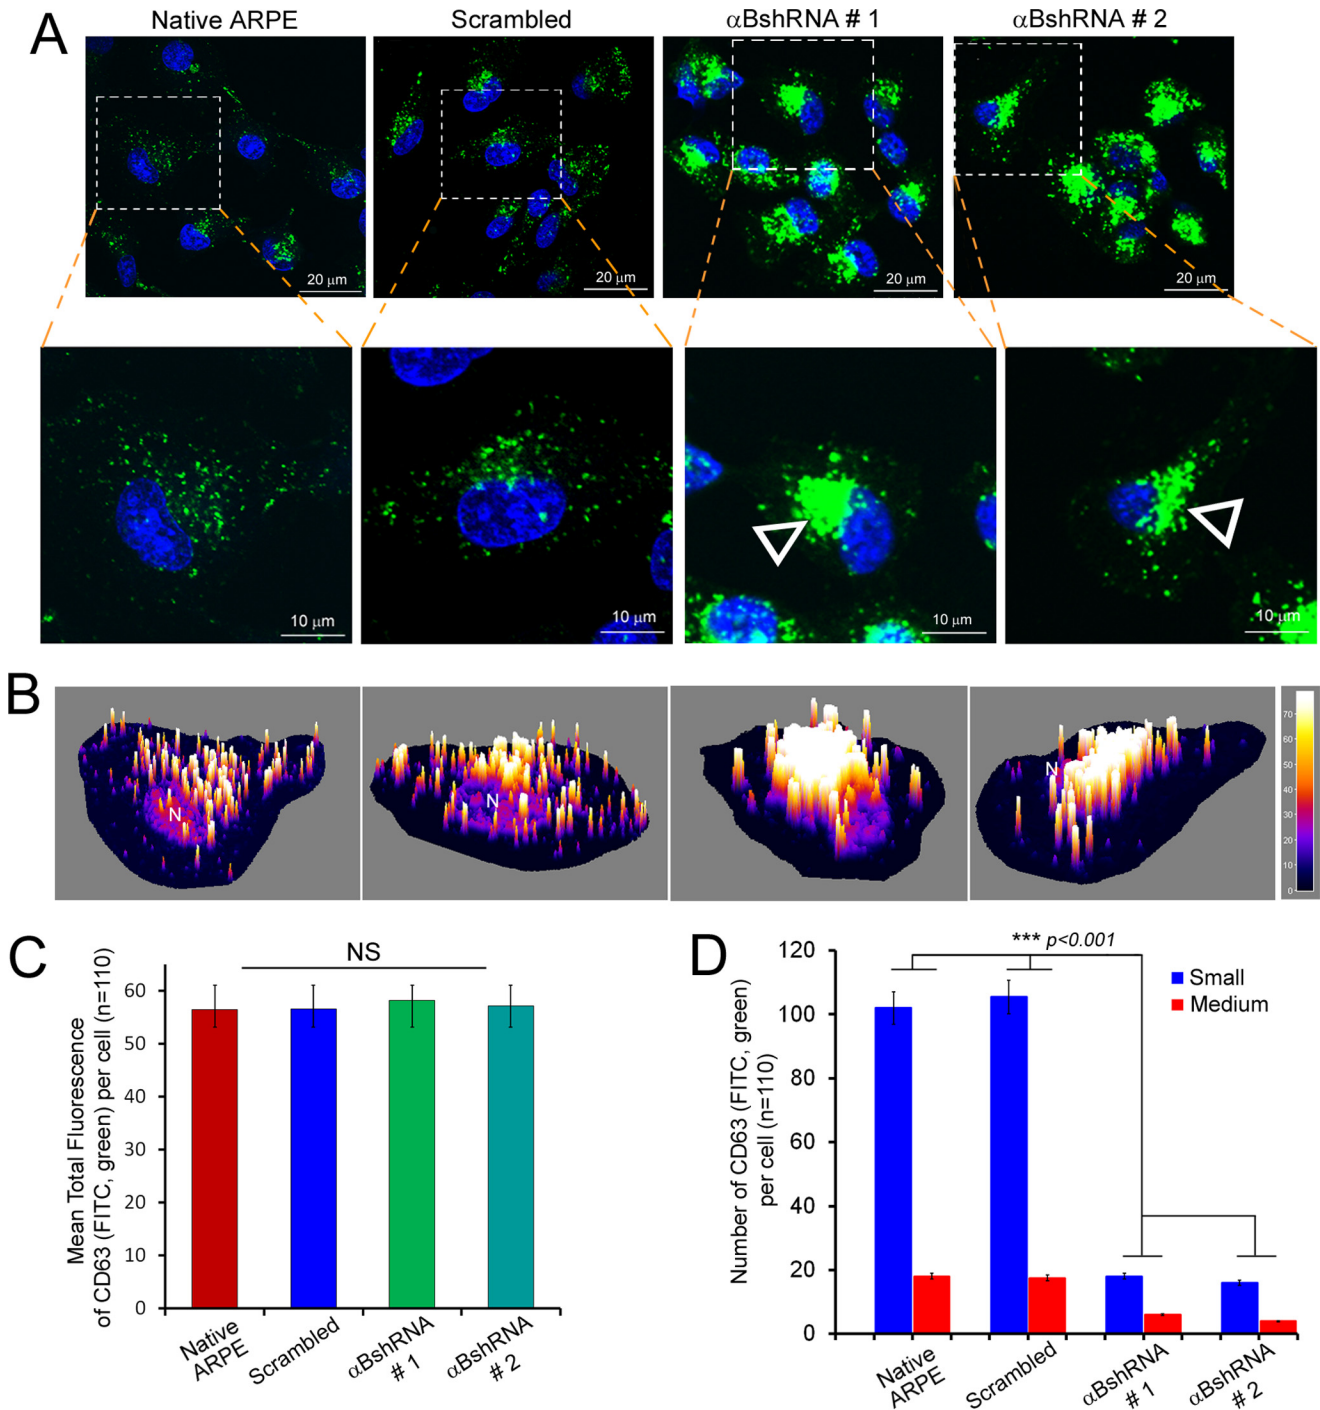 A
Native ARPE
Scrambled
αBshRNA # 1
αBshRNA # 2
20 μm
20 μm
20 μm
20 μm
10 μm
10 μm
10 μm
10 μm
B
N
N
N
70
60
50
40
30
20
10
0
C
NS
Mean Total Fluorescence
of CD63 (FITC, green) per cell (n=110)
60
50
40
30
20
10
0
Native
ARPE
Scrambled
αBshRNA
# 1
αBshRNA
# 2
D
*** p<0.001
Small
Medium
Number of CD63 (FITC, green)
per cell (n=110)
120
100
80
60
40
20
0
Native
ARPE
Scrambled
αBshRNA
# 1
αBshRNA
# 2